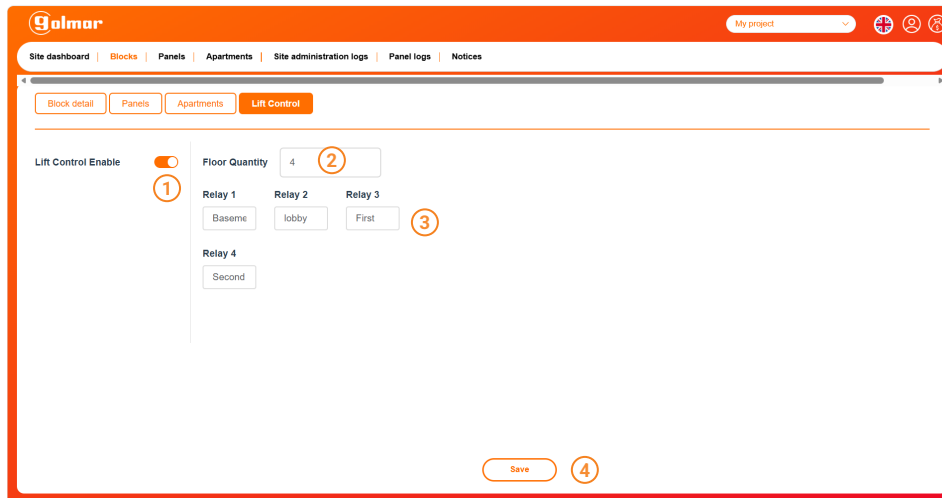 golmar
My project
Site dashboard | Blocks | Panels | Apartments | Site administration logs | Panel logs | Notices
Block detail Panels Apartments Lift Control
Lift Control Enable Floor Quantity 4 2
1
Relay 1 Relay 2 Relay 3
Baseme lobby First 3
Relay 4
Second
Save 4